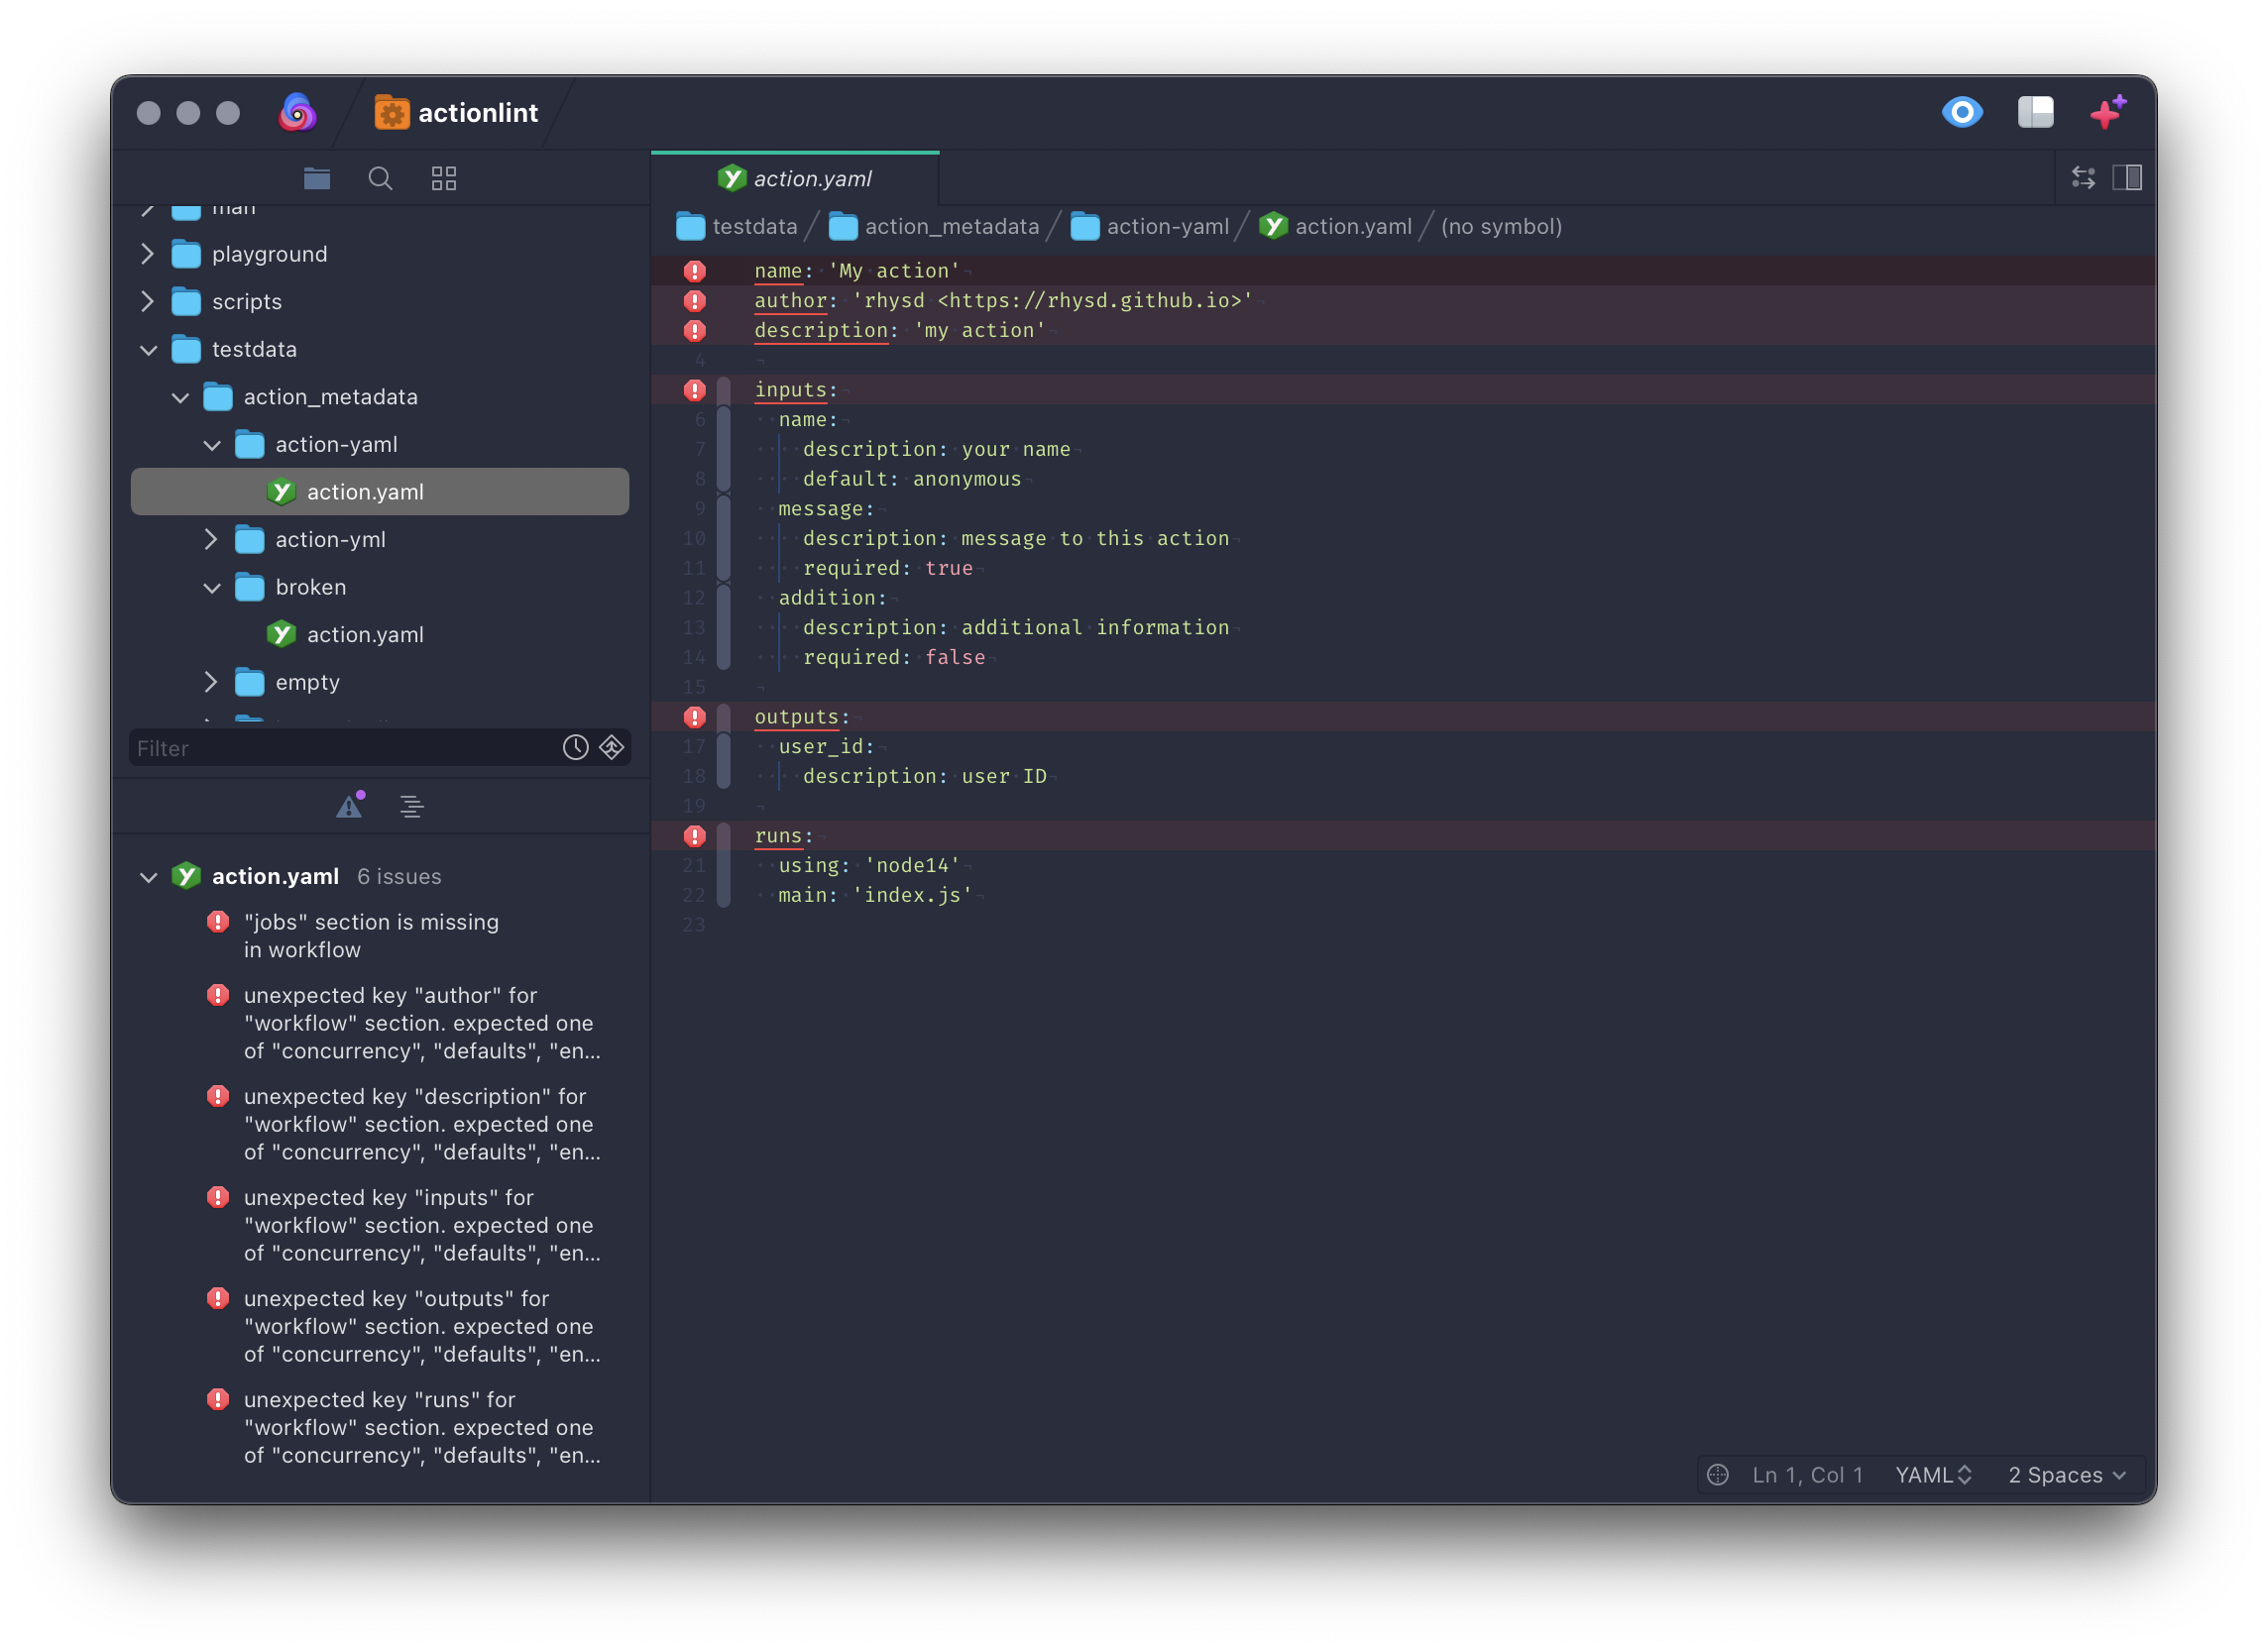 actionlint
man
playground
scripts
testdata
action_metadata
action-yaml
action.yaml
action-yml
broken
action.yaml
empty
Filter
action.yaml 6 issues
"jobs" section is missing
in workflow
unexpected key "author" for
"workflow" section. expected one
of "concurrency", "defaults", "en...
unexpected key "description" for
"workflow" section. expected one
of "concurrency", "defaults", "en...
unexpected key "inputs" for
"workflow" section. expected one
of "concurrency", "defaults", "en...
unexpected key "outputs" for
"workflow" section. expected one
of "concurrency", "defaults", "en...
unexpected key "runs" for
"workflow" section. expected one
of "concurrency", "defaults", "en...
action.yaml
testdata / action_metadata / action-yaml / action.yaml / (no symbol)
name: 'My action'
author: 'rhysd <https://rhysd.github.io>'
description: 'my action'
4
inputs:
6 name:
7 description: your name
8 default: anonymous
9 message:
10 description: message to this action
11 required: true
12 addition:
13 description: additional information
14 required: false
15
outputs:
17 user_id:
18 description: user ID
19
runs:
21 using: 'node14'
22 main: 'index.js'
23
Ln 1, Col 1 YAML 2 Spaces